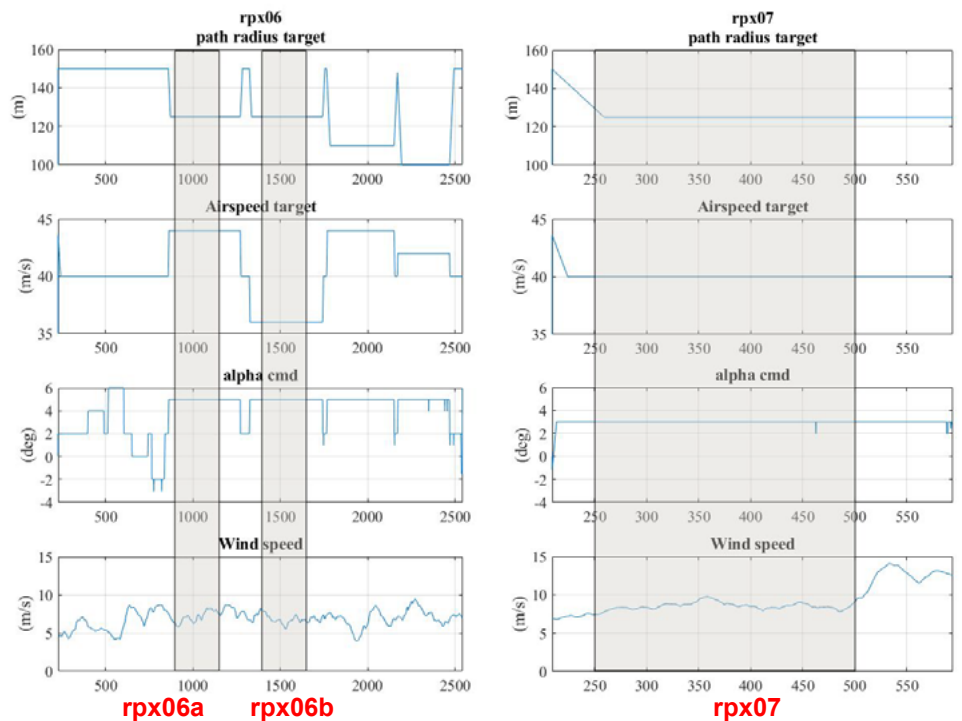 rpx06
path radius target
160
140
120
100
(m)
500 1000 1500 2000 2500
Airspeed target
45
40
35
(m/s)
500 1000 1500 2000 2500
alpha cmd
6
4
2
0
-2
-4
(deg)
500 1000 1500 2000 2500
Wind speed
15
10
5
0
(m/s)
500 1000 1500 2000 2500
rpx06a rpx06b
rpx07
path radius target
160
140
120
100
(m)
250 300 350 400 450 500 550
Airspeed target
45
40
35
(m/s)
250 300 350 400 450 500 550
alpha cmd
6
4
2
0
-2
-4
(deg)
250 300 350 400 450 500 550
Wind speed
15
10
5
0
(m/s)
250 300 350 400 450 500 550
rpx07